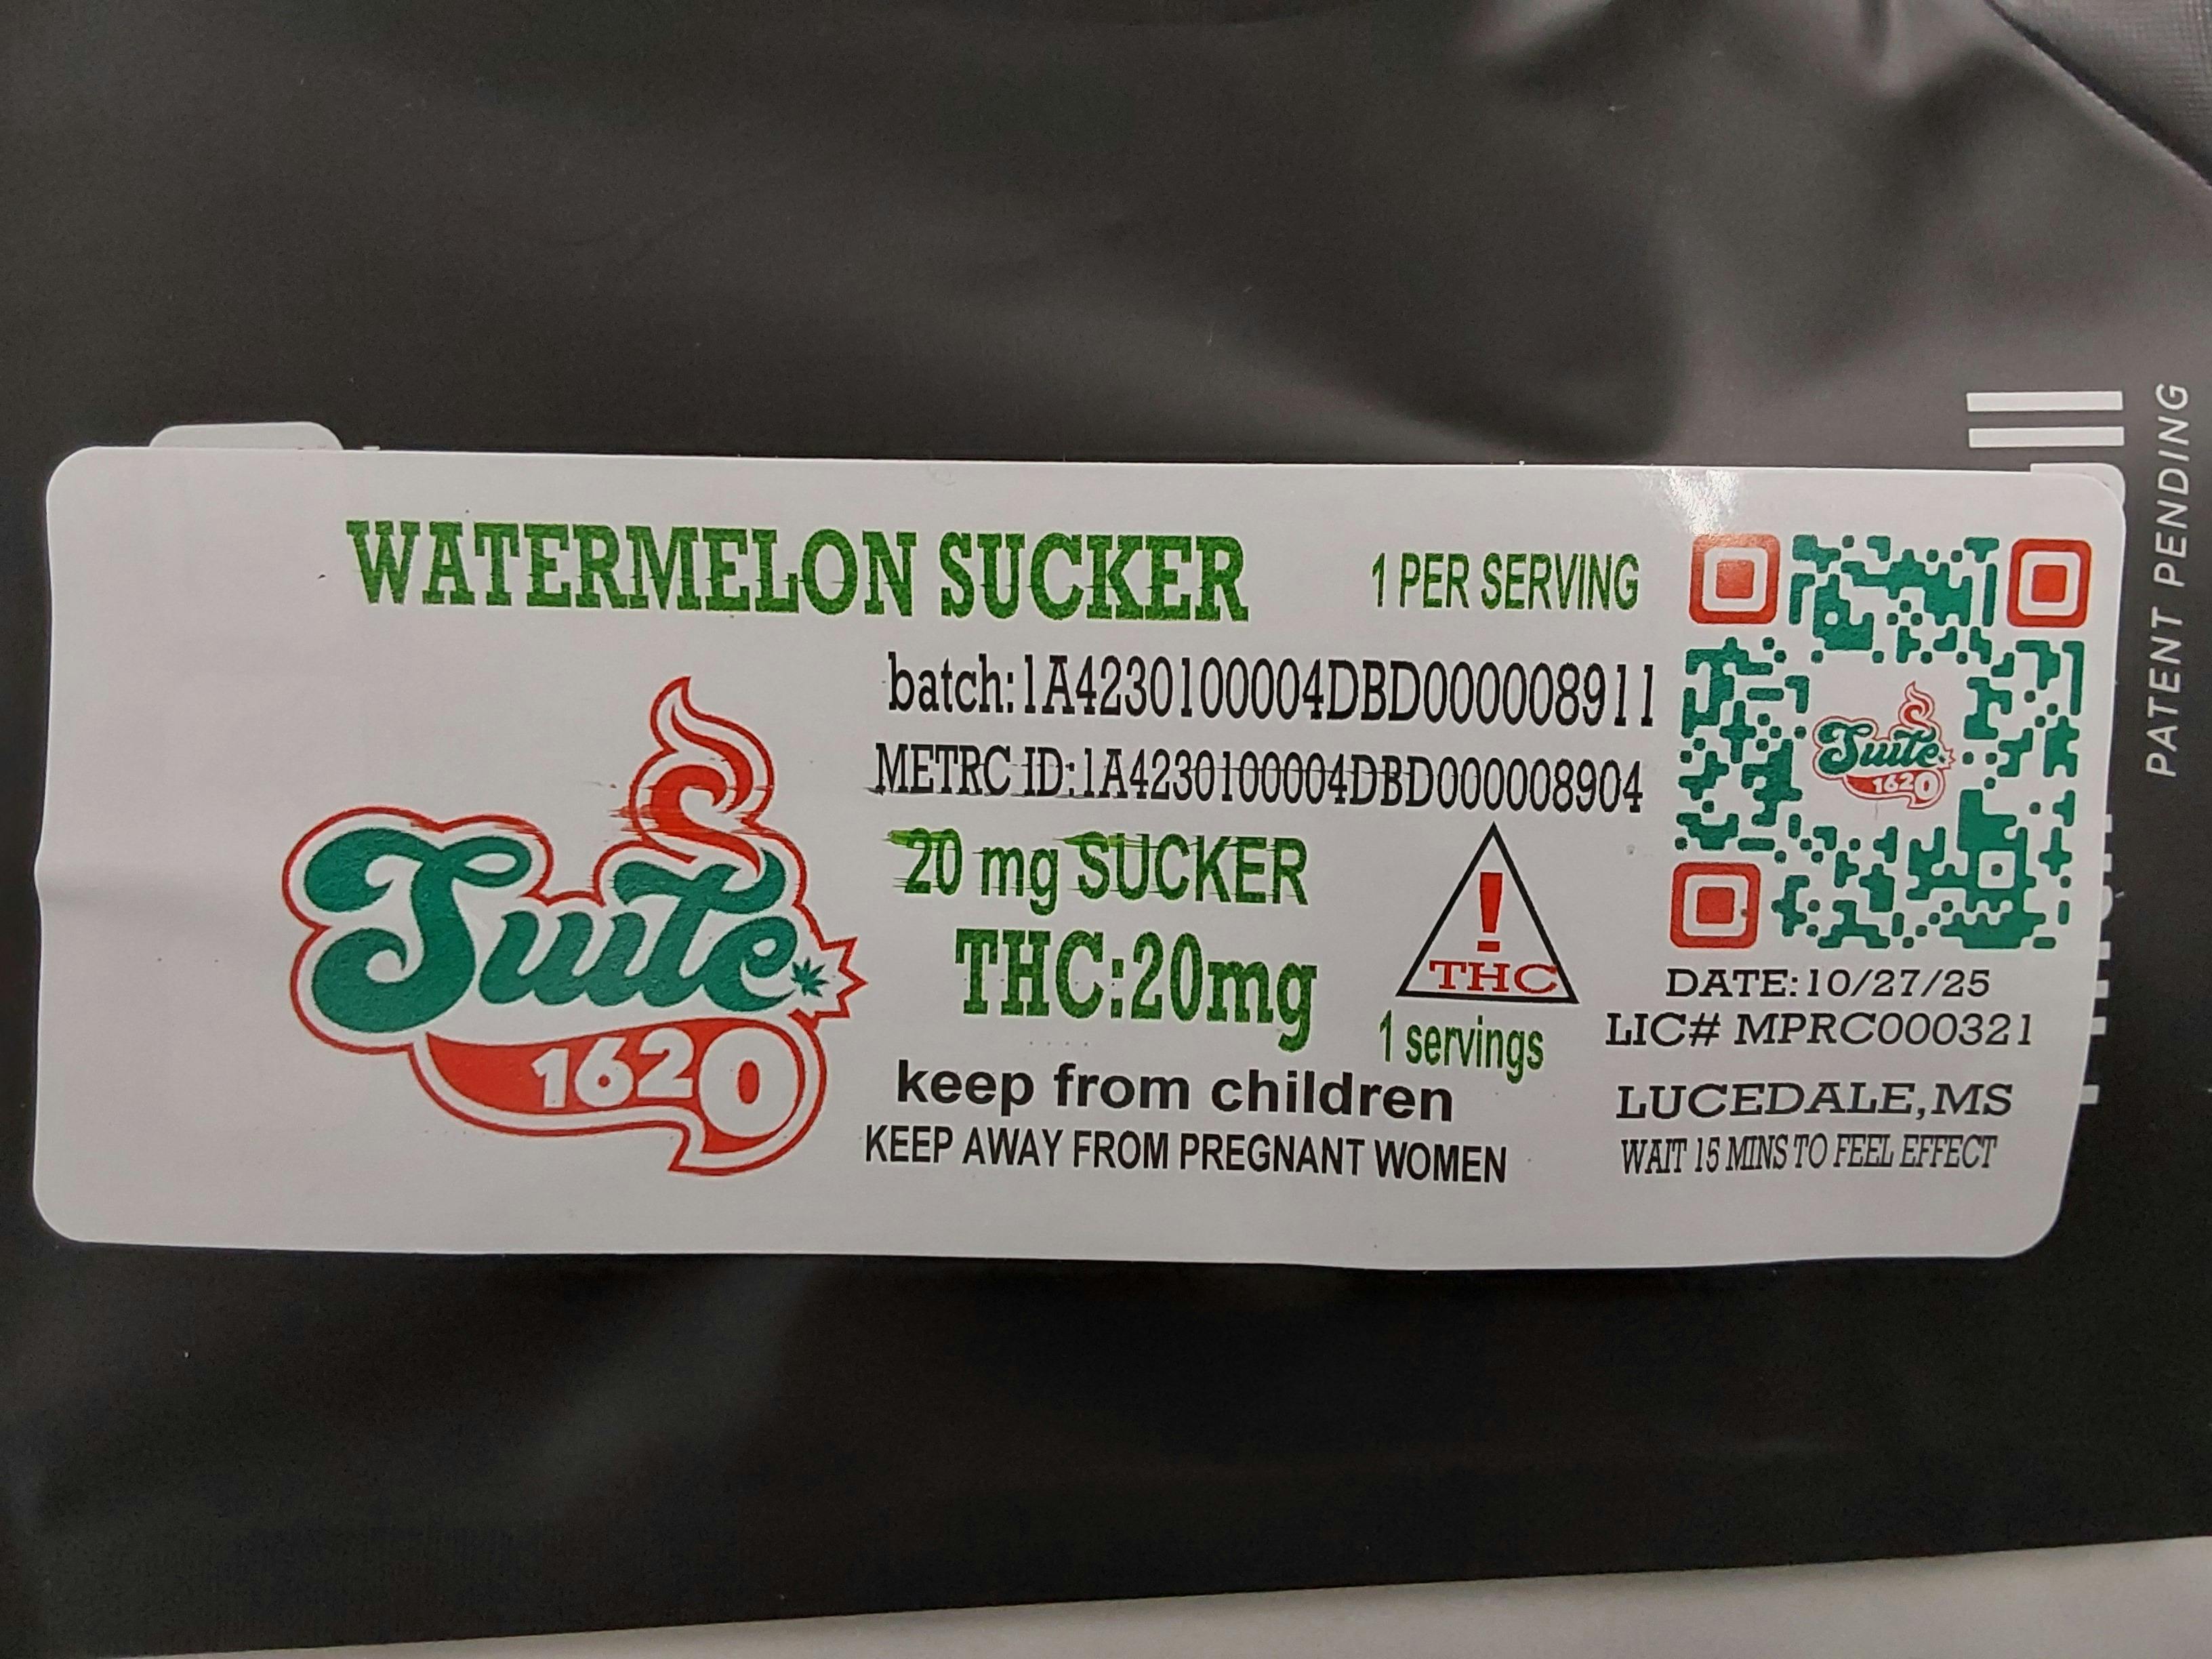 WATERMELON SUCKER
1 PER SERVING
batch:1A4230100004DBD000008911
METRC ID:1A4230100004DBD000008904
Suite
1620
20 mg SUCKER
THC:20mg
THC
1 servings
keep from children
KEEP AWAY FROM PREGNANT WOMEN
Suite
1620
DATE:10/27/25
LIC# MPRC000321
LUCEDALE,MS
WAIT 15 MINS TO FEEL EFFECT
PATENT PENDING